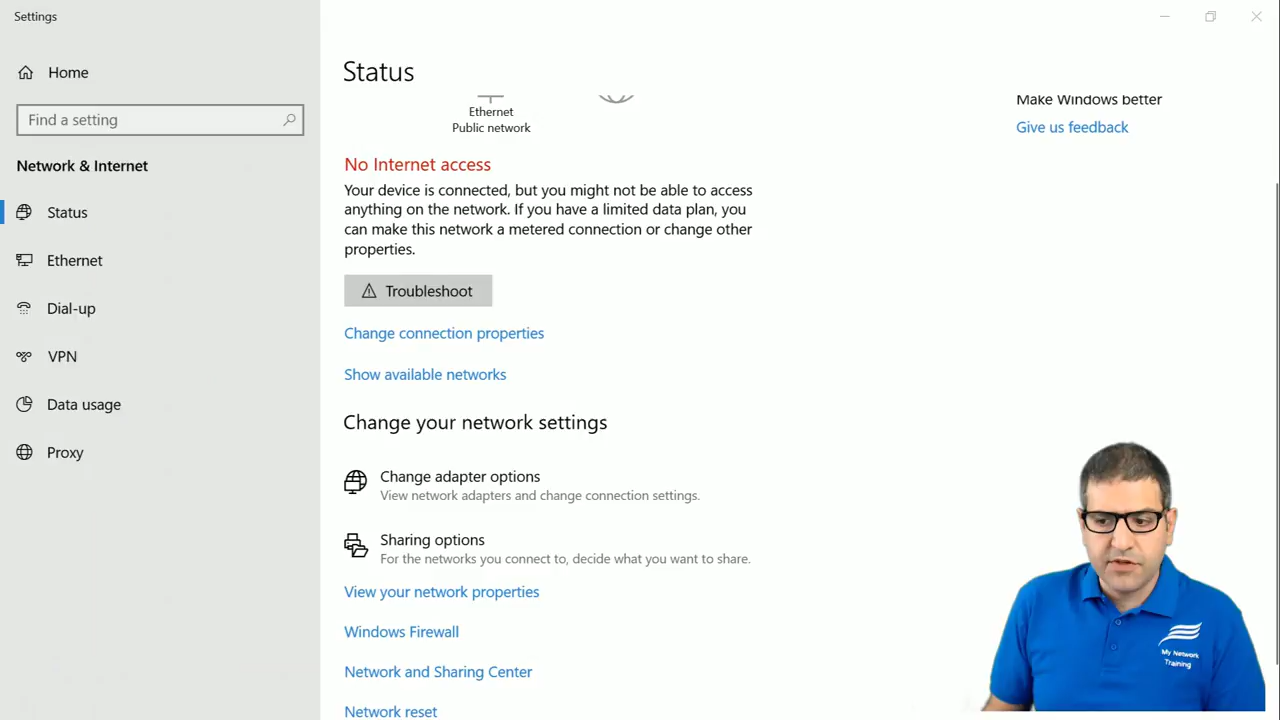 Settings
Home
Find a setting
Network & Internet
Status
Ethernet
Dial-up
VPN
Data usage
Proxy
Status
Ethernet
Public network
No Internet access
Your device is connected, but you might not be able to access
anything on the network. If you have a limited data plan, you
can make this network a metered connection or change other
properties.
Troubleshoot
Change connection properties
Show available networks
Change your network settings
Change adapter options
View network adapters and change connection settings.
Sharing options
For the networks you connect to, decide what you want to share.
View your network properties
Windows Firewall
Network and Sharing Center
Network reset
Make Windows better
Give us feedback
My Network
Training